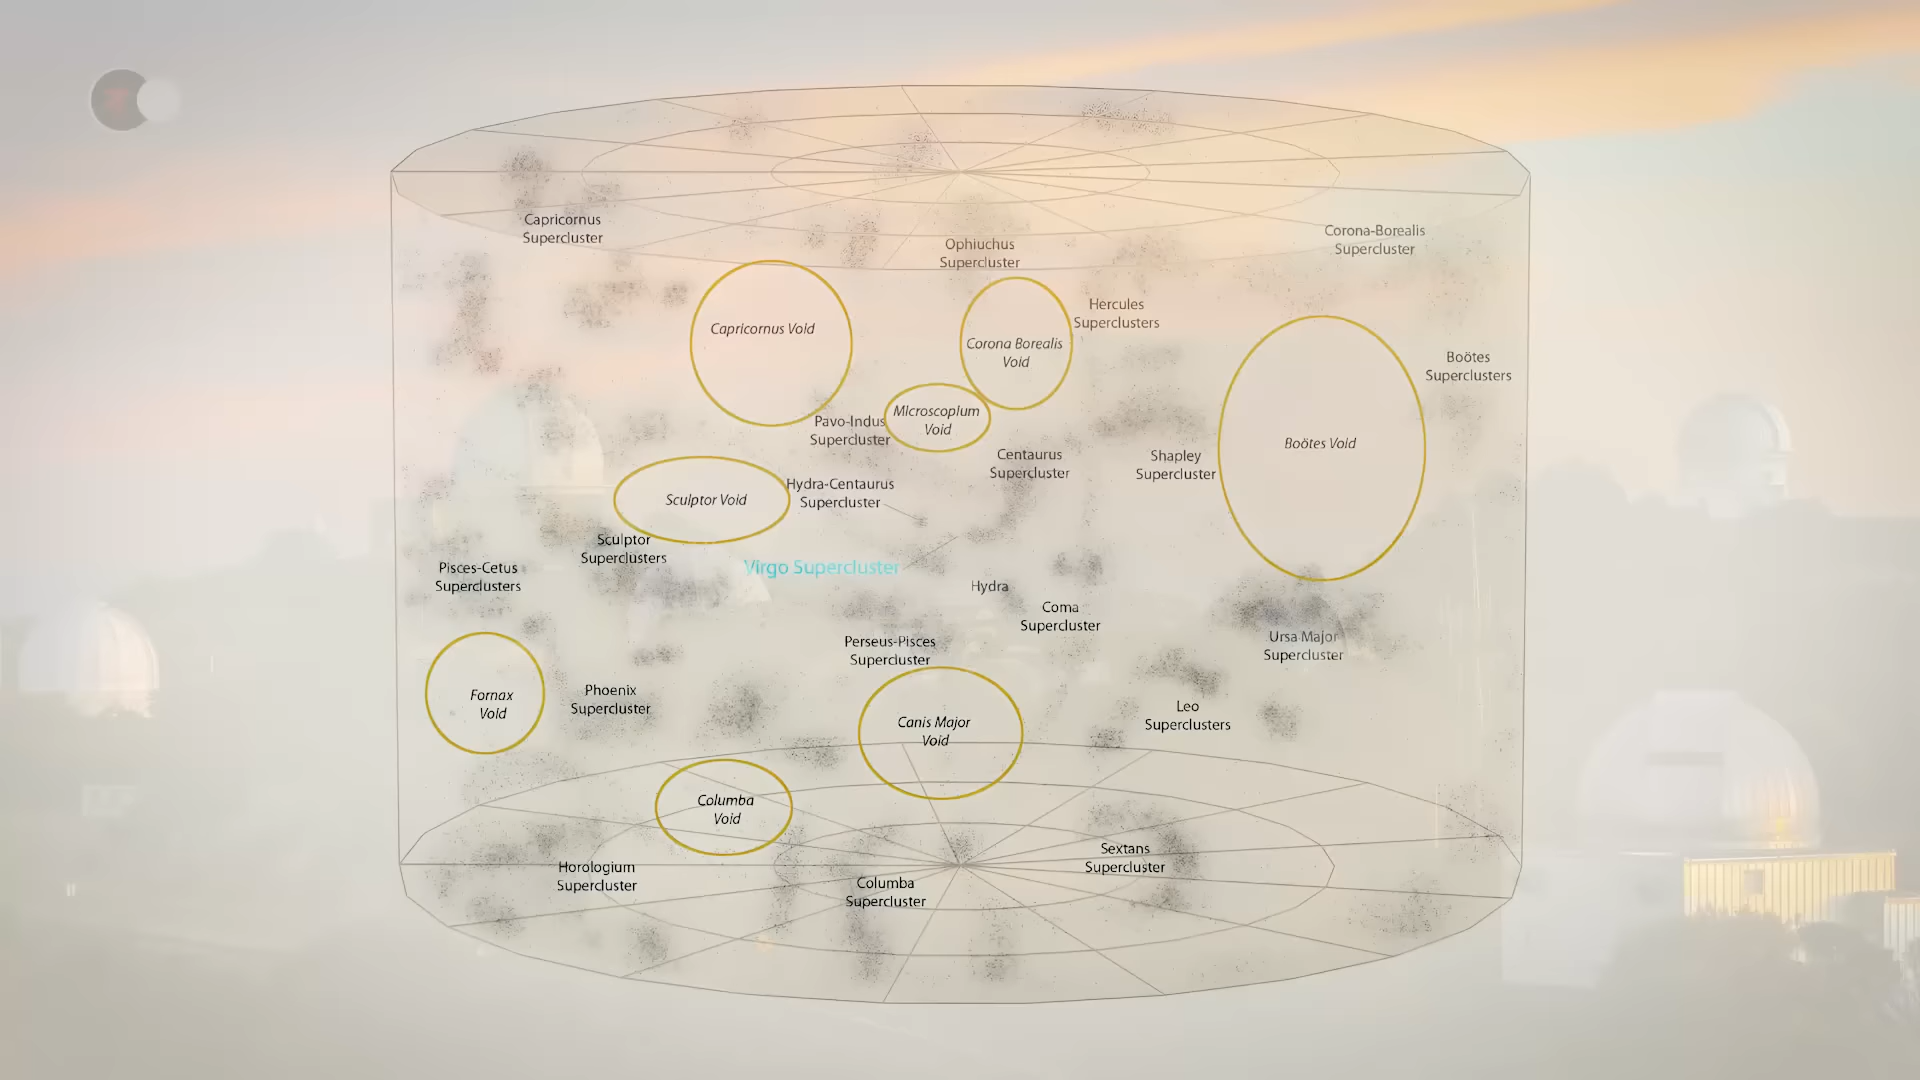 Capricornus
Supercluster
Ophiuchus
Supercluster
Corona-Borealis
Supercluster
Capricornus Void
Corona Borealis
Void
Hercules
Superclusters
Boötes
Superclusters
Microscopium
Void
Pavo-Indus
Supercluster
Boötes Void
Centaurus
Supercluster
Shapley
Supercluster
Sculptor Void
Hydra-Centaurus
Supercluster
Sculptor
Superclusters
Pisces-Cetus
Superclusters
Virgo Supercluster
Hydra
Coma
Supercluster
Perseus-Pisces
Supercluster
Ursa Major
Supercluster
Fornax
Void
Phoenix
Supercluster
Canis Major
Void
Leo
Superclusters
Columba
Void
Horologium
Supercluster
Columba
Supercluster
Sextans
Supercluster